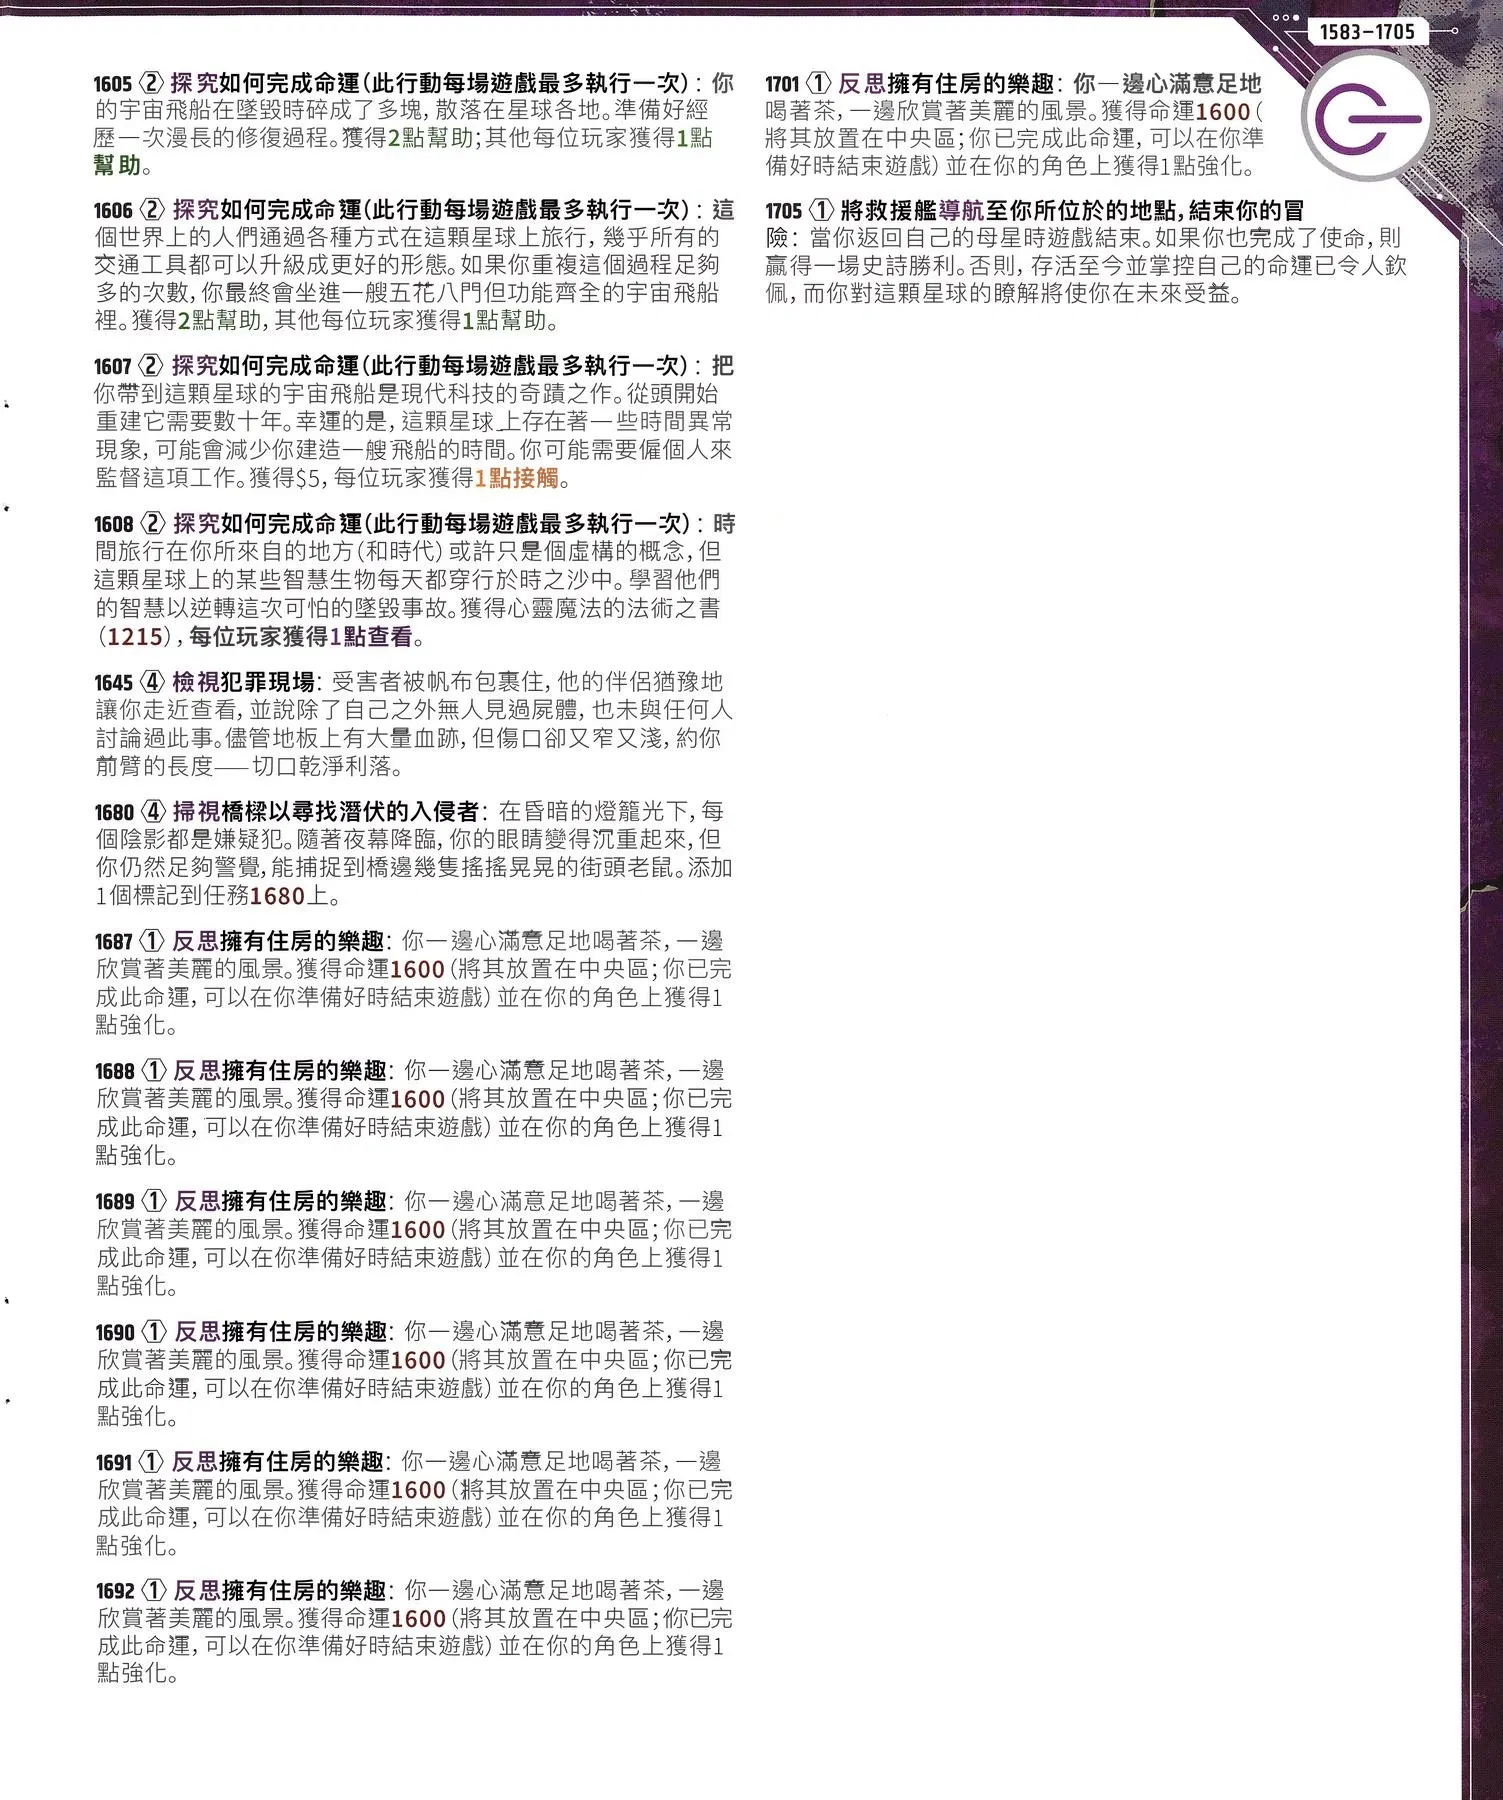 1583–1705
1605 ② 探究如何完成命運(此行動每場遊戲最多執行一次)：你
的宇宙飛船在墜毀時碎成了多塊，散落在星球各地。準備好經
歷一次漫長的修復過程。獲得2點幫助；其他每位玩家獲得1點
幫助。
1606 ② 探究如何完成命運(此行動每場遊戲最多執行一次)：這
個世界上的人們通過各種方式在這顆星球上旅行，幾乎所有的
交通工具都可以升級成更好的形態。如果你重複這個過程足夠
多的次數，你最終會坐進一艘五花八門但功能齊全的宇宙飛船
裡。獲得2點幫助，其他每位玩家獲得1點幫助。
1607 ② 探究如何完成命運(此行動每場遊戲最多執行一次)：把
你帶到這顆星球的宇宙飛船是現代科技的奇蹟之作。從頭開始
重建它需要數十年。幸運的是，這顆星球上存在著一些時間異常
現象，可能會減少你建造一艘飛船的時間。你可能需要僱個人來
監督這項工作。獲得$5，每位玩家獲得1點接觸。
1608 ② 探究如何完成命運(此行動每場遊戲最多執行一次)：時
間旅行在你所來自的地方(和時代)或許只是個虛構的概念，但
這顆星球上的某些智慧生物每天都穿行於時之沙中。學習他們
的智慧以逆轉這次可怕的墜毀事故。獲得心靈魔法的法術之書
(1215)，每位玩家獲得1點查看。
1645 ④ 檢視犯罪現場：受害者被帆布包裹住，他的伴侶猶豫地
讓你走近查看，並說除了自己之外無人見過屍體，也未與任何人
討論過此事。儘管地板上有大量血跡，但傷口卻又窄又淺，約你
前臂的長度——切口乾淨利落。
1680 ④ 掃視橋樑以尋找潛伏的入侵者：在昏暗的燈籠光下，每
個陰影都是嫌疑犯。隨著夜幕降臨，你的眼睛變得沉重起來，但
你仍然足夠警覺，能捕捉到橋邊幾隻搖搖晃晃的街頭老鼠。添加
1個標記到任務1680上。
1687 ① 反思擁有住房的樂趣：你一邊心滿意足地喝著茶，一邊
欣賞著美麗的風景。獲得命運1600(將其放置在中央區；你已完
成此命運，可以在你準備好時結束遊戲)並在你的角色上獲得1
點強化。
1688 ① 反思擁有住房的樂趣：你一邊心滿意足地喝著茶，一邊
欣賞著美麗的風景。獲得命運1600(將其放置在中央區；你已完
成此命運，可以在你準備好時結束遊戲)並在你的角色上獲得1
點強化。
1689 ① 反思擁有住房的樂趣：你一邊心滿意足地喝著茶，一邊
欣賞著美麗的風景。獲得命運1600(將其放置在中央區；你已完
成此命運，可以在你準備好時結束遊戲)並在你的角色上獲得1
點強化。
1690 ① 反思擁有住房的樂趣：你一邊心滿意足地喝著茶，一邊
欣賞著美麗的風景。獲得命運1600(將其放置在中央區；你已完
成此命運，可以在你準備好時結束遊戲)並在你的角色上獲得1
點強化。
1691 ① 反思擁有住房的樂趣：你一邊心滿意足地喝著茶，一邊
欣賞著美麗的風景。獲得命運1600(將其放置在中央區；你已完
成此命運，可以在你準備好時結束遊戲)並在你的角色上獲得1
點強化。
1692 ① 反思擁有住房的樂趣：你一邊心滿意足地喝著茶，一邊
欣賞著美麗的風景。獲得命運1600(將其放置在中央區；你已完
成此命運，可以在你準備好時結束遊戲)並在你的角色上獲得1
點強化。
1701 ① 反思擁有住房的樂趣：你一邊心滿意足地
喝著茶，一邊欣賞著美麗的風景。獲得命運1600(
將其放置在中央區；你已完成此命運，可以在你準
備好時結束遊戲)並在你的角色上獲得1點強化。
1705 ① 將救援艦導航至你所位於的地點，結束你的冒
險：當你返回自己的母星時遊戲結束。如果你也完成了使命，則
贏得一場史詩勝利。否則，存活至今並掌控自己的命運已令人欽
佩，而你對這顆星球的瞭解將使你在未來受益。